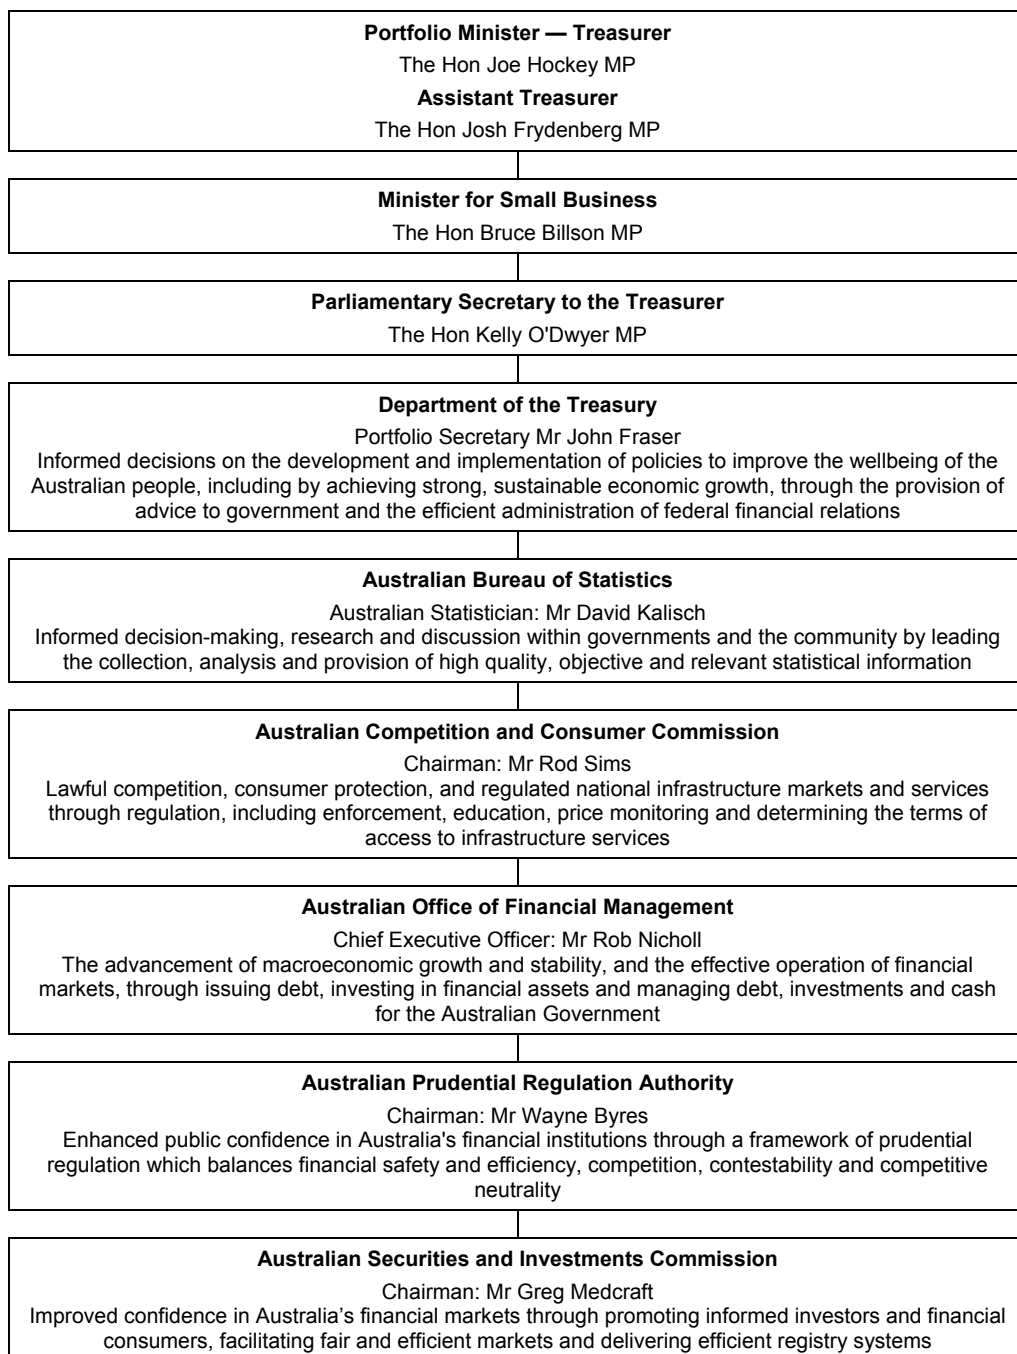 Portfolio Minister — Treasurer
The Hon Joe Hockey MP
Assistant Treasurer
The Hon Josh Frydenberg MP
Minister for Small Business
The Hon Bruce Billson MP
Parliamentary Secretary to the Treasurer
The Hon Kelly O'Dwyer MP
Department of the Treasury
Portfolio Secretary Mr John Fraser
Informed decisions on the development and implementation of policies to improve the wellbeing of the
Australian people, including by achieving strong, sustainable economic growth, through the provision of
advice to government and the efficient administration of federal financial relations
Australian Bureau of Statistics
Australian Statistician: Mr David Kalisch
Informed decision-making, research and discussion within governments and the community by leading
the collection, analysis and provision of high quality, objective and relevant statistical information
Australian Competition and Consumer Commission
Chairman: Mr Rod Sims
Lawful competition, consumer protection, and regulated national infrastructure markets and services
through regulation, including enforcement, education, price monitoring and determining the terms of
access to infrastructure services
Australian Office of Financial Management
Chief Executive Officer: Mr Rob Nicholl
The advancement of macroeconomic growth and stability, and the effective operation of financial
markets, through issuing debt, investing in financial assets and managing debt, investments and cash
for the Australian Government
Australian Prudential Regulation Authority
Chairman: Mr Wayne Byres
Enhanced public confidence in Australia's financial institutions through a framework of prudential
regulation which balances financial safety and efficiency, competition, contestability and competitive
neutrality
Australian Securities and Investments Commission
Chairman: Mr Greg Medcraft
Improved confidence in Australia’s financial markets through promoting informed investors and financial
consumers, facilitating fair and efficient markets and delivering efficient registry systems